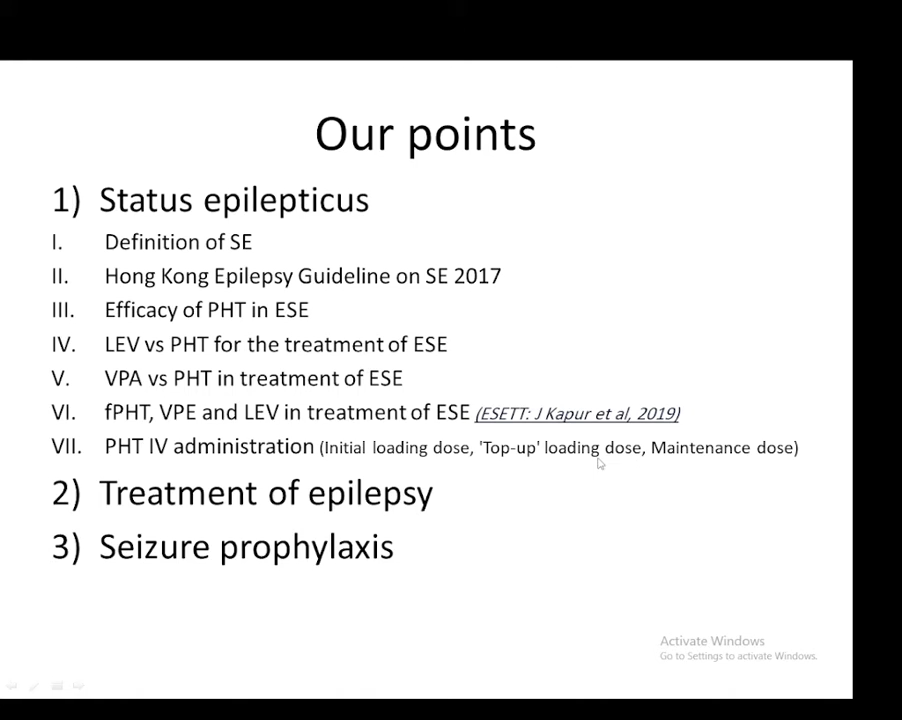 Our points
1) Status epilepticus
I. Definition of SE
II. Hong Kong Epilepsy Guideline on SE 2017
III. Efficacy of PHT in ESE
IV. LEV vs PHT for the treatment of ESE
V. VPA vs PHT in treatment of ESE
VI. fPHT, VPE and LEV in treatment of ESE (ESETT: J Kapur et al, 2019)
VII. PHT IV administration (Initial loading dose, 'Top-up' loading dose, Maintenance dose)
2) Treatment of epilepsy
3) Seizure prophylaxis
Activate Windows
Go to Settings to activate Windows.